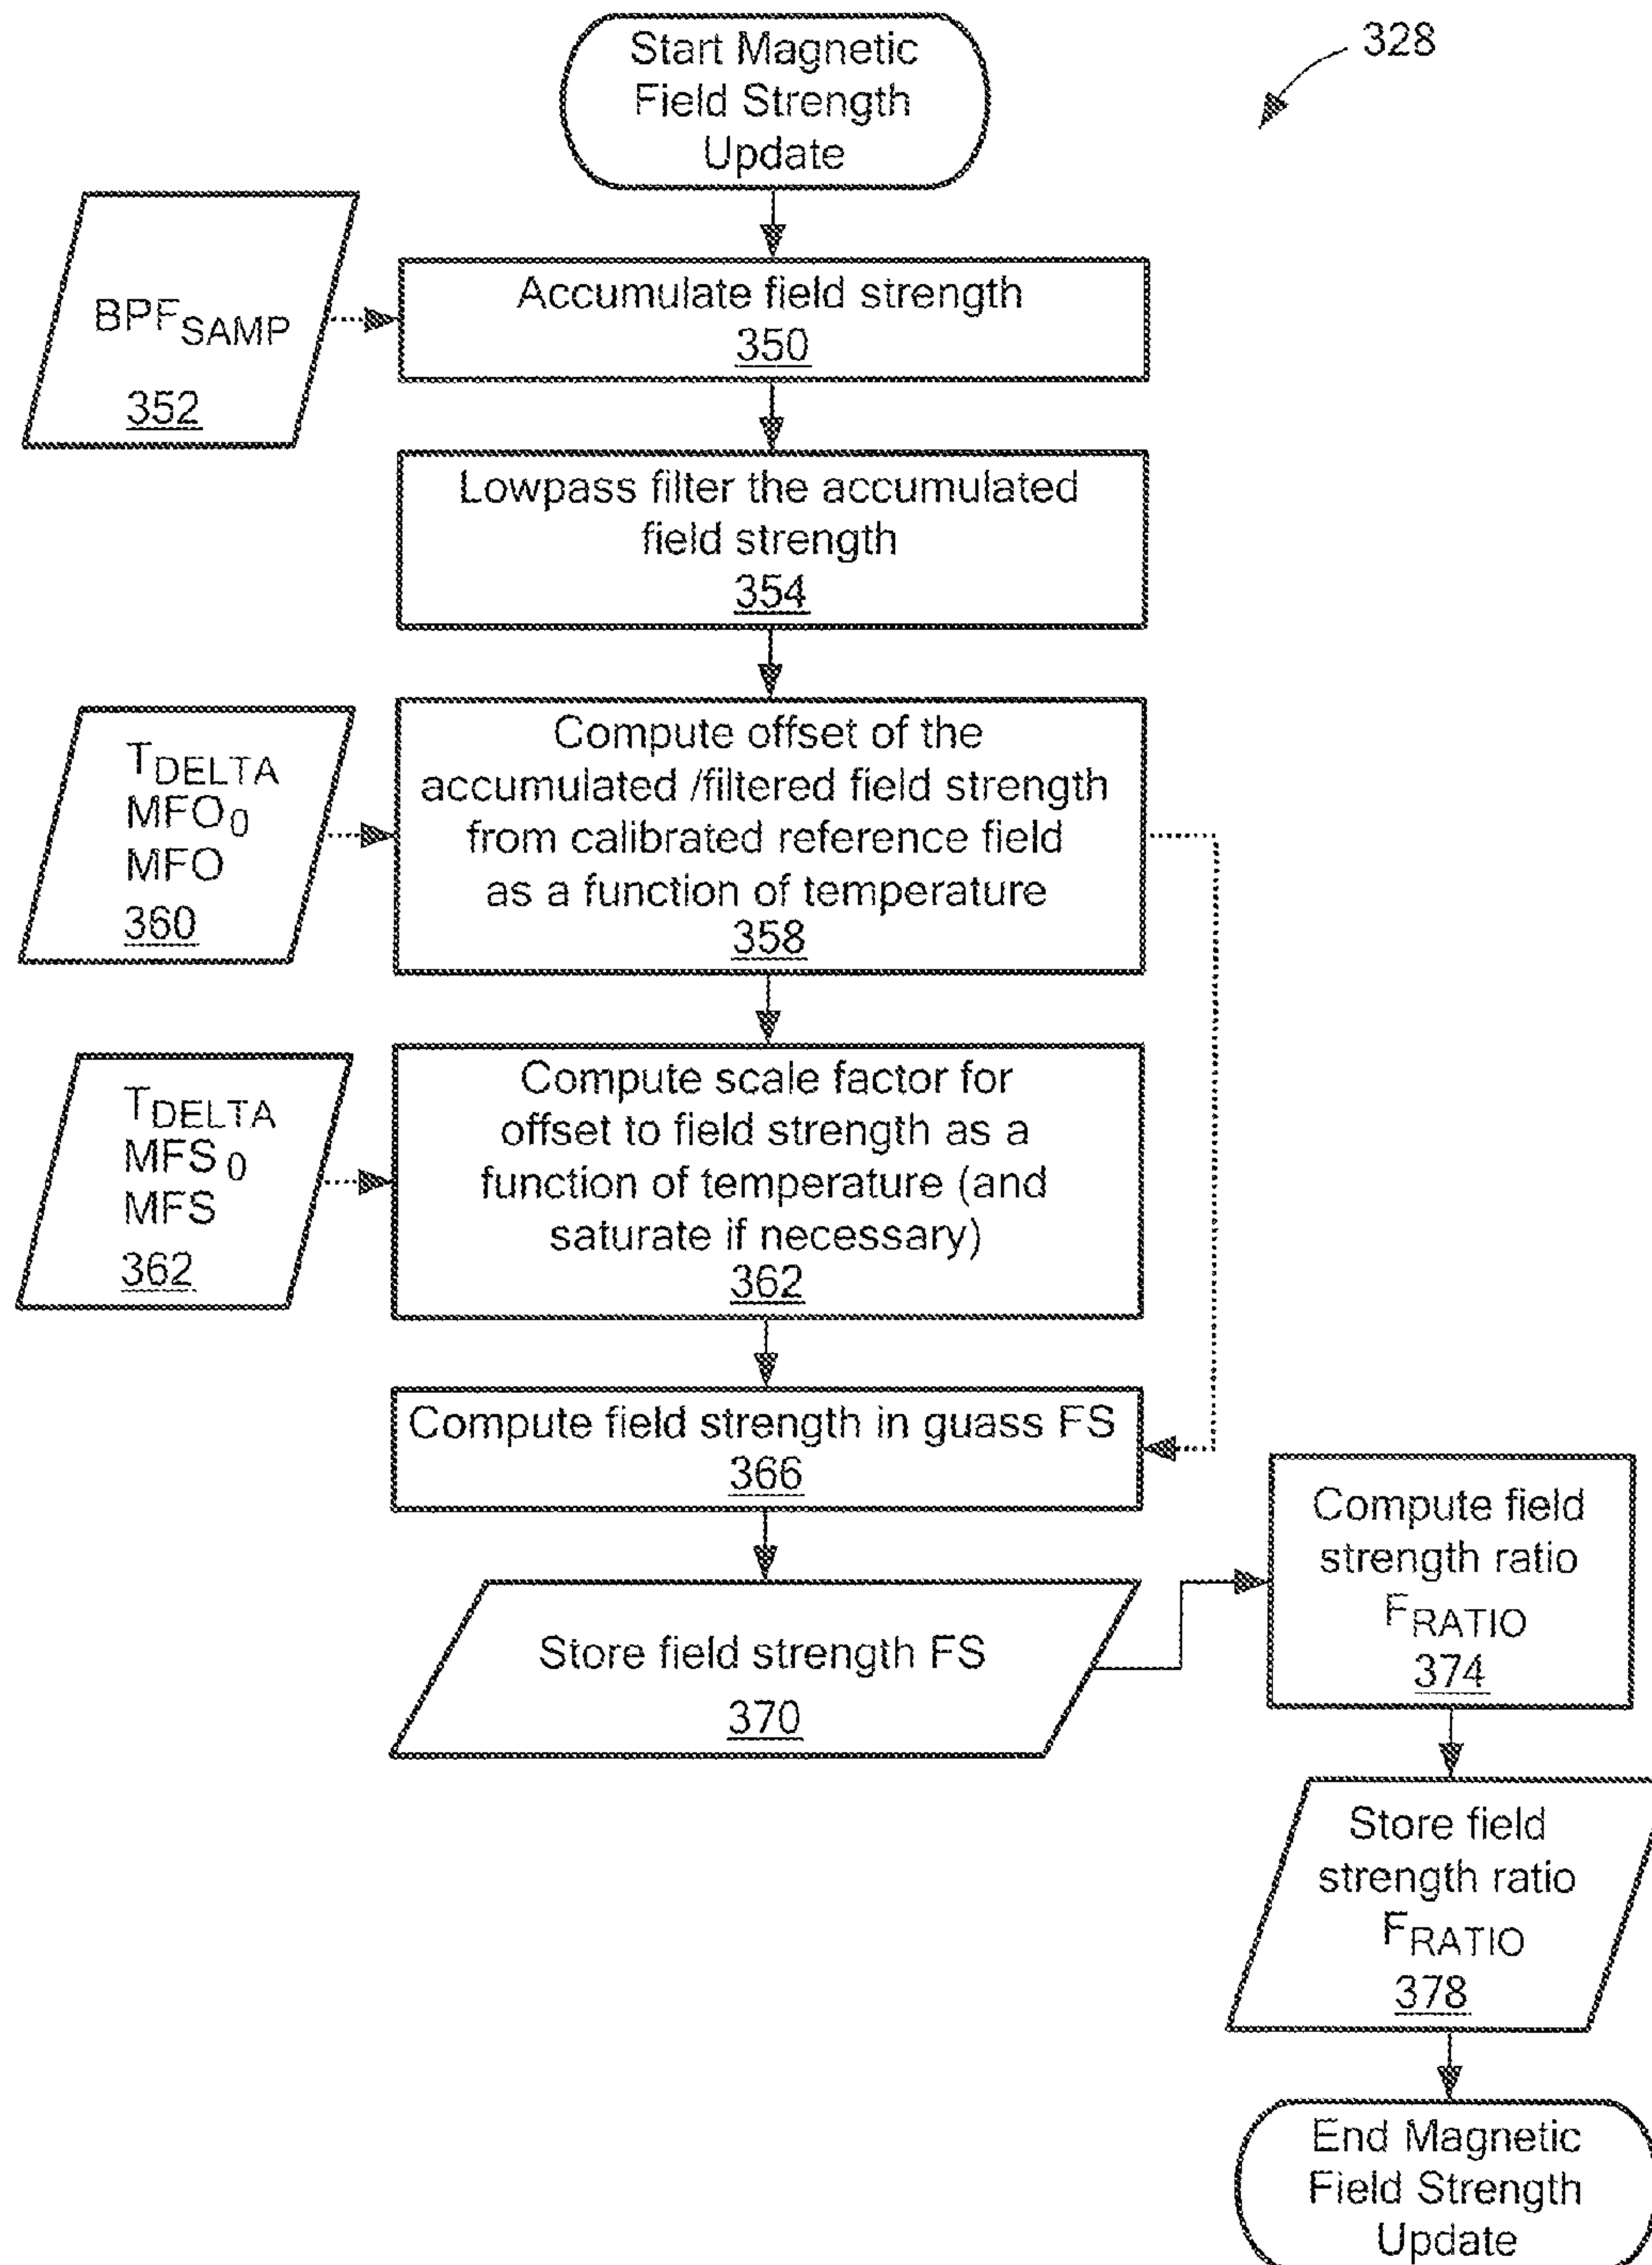 328
Start Magnetic
Field Strength
Update
BPFSAMP
352
Accumulate field strength
350
Lowpass filter the accumulated
field strength
354
TDELTA
MFO0
MFO
360
Compute offset of the
accumulated /filtered field strength
from calibrated reference field
as a function of temperature
358
TDELTA
MFS0
MFS
362
Compute scale factor for
offset to field strength as a
function of temperature (and
saturate if necessary)
362
Compute field strength in guass FS
366
Store field strength FS
370
Compute field
strength ratio
FRATIO
374
Store field
strength ratio
FRATIO
378
End Magnetic
Field Strength
Update